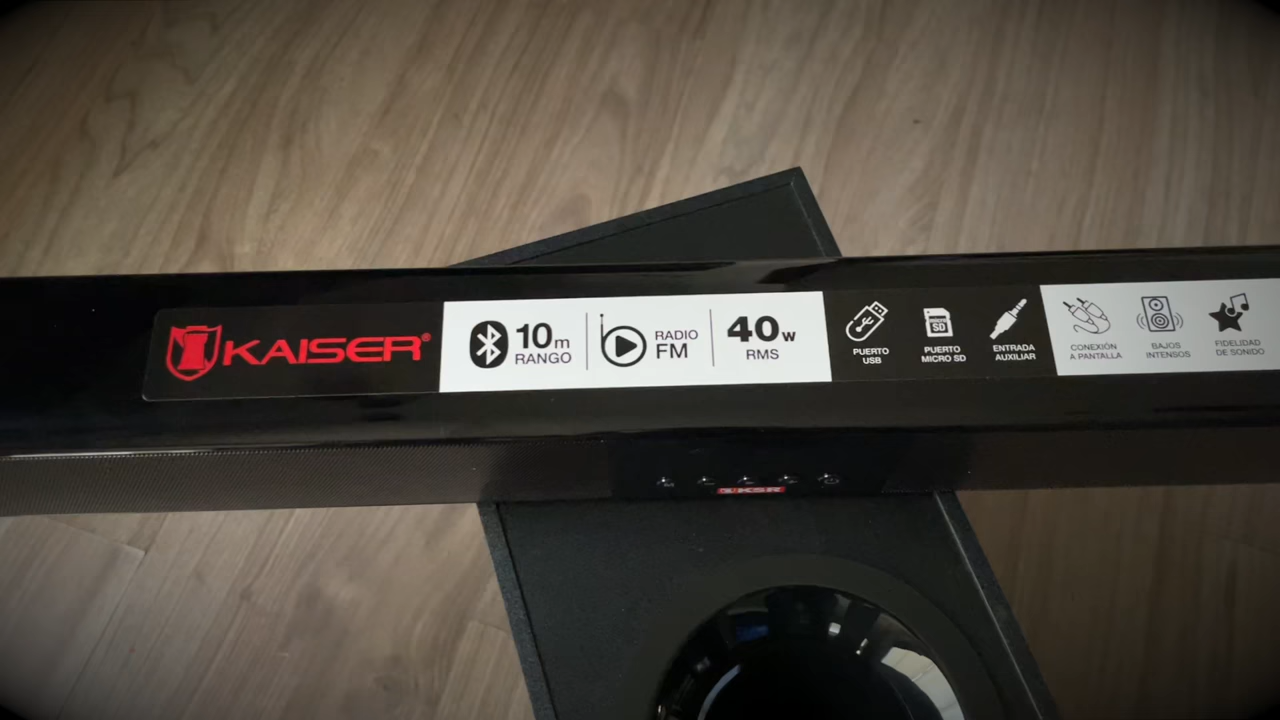 KAISER®
10m
RANGO
RADIO
FM
40w
RMS
PUERTO
USB
SD
PUERTO
MICRO SD
ENTRADA
AUXILIAR
CONEXIÓN
A PANTALLA
BAJOS
INTENSOS
FIDELIDAD
DE SONIDO
KSR